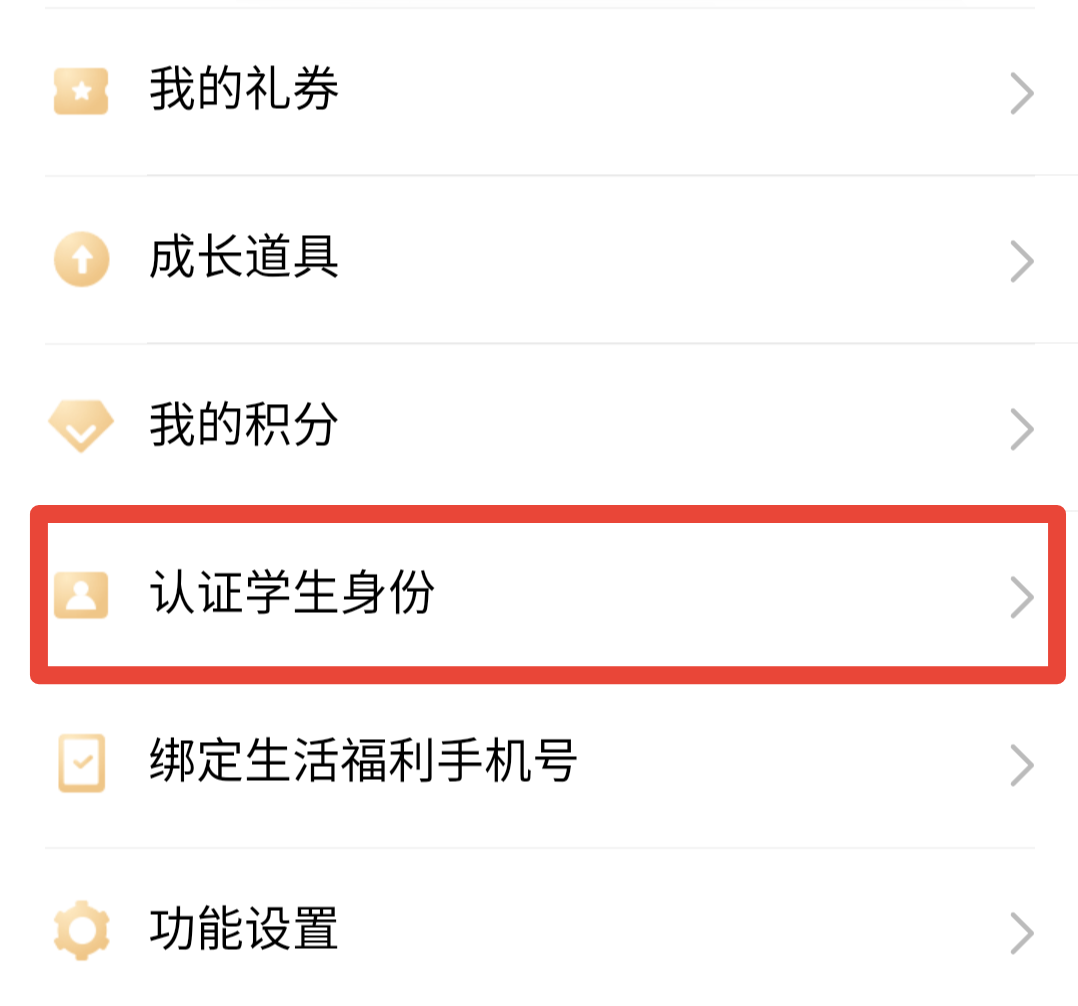 我的礼券
成长道具
我的积分
认证学生身份
绑定生活福利手机号
功能设置